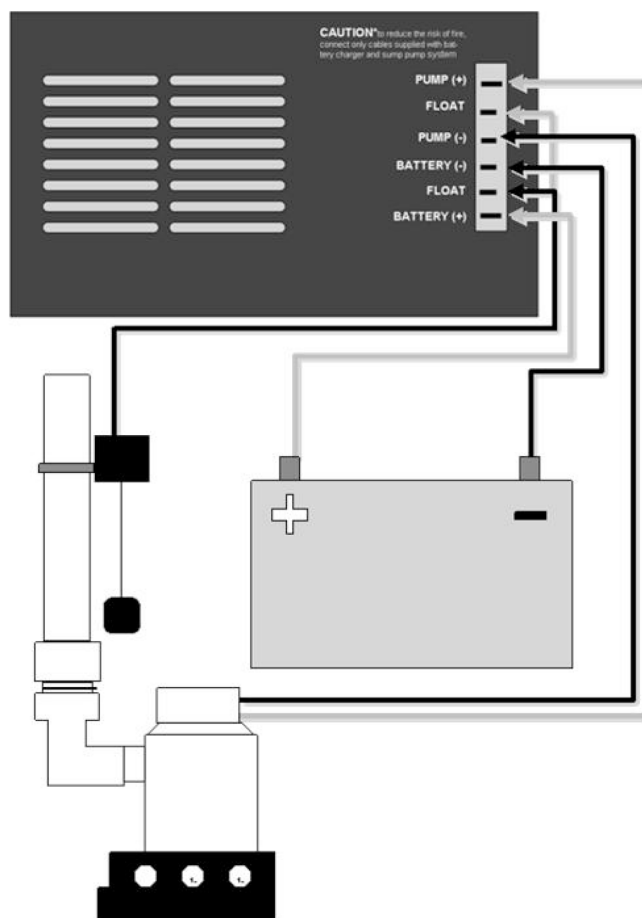 CAUTION* to reduce the risk of fire,
connect only cables supplied with bat-
tery charger and sump pump system
PUMP (+)
FLOAT
PUMP (-)
BATTERY (-)
FLOAT
BATTERY (+)